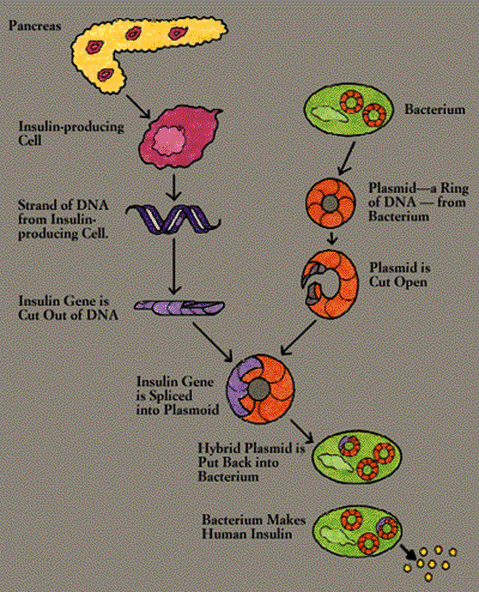 Pancreas
Insulin-producing
Cell
Strand of DNA
from Insulin-
producing Cell.
Insulin Gene is
Cut Out of DNA
Bacterium
Plasmid—a Ring
of DNA — from
Bacterium
Plasmid is
Cut Open
Insulin Gene
is Spliced
into Plasmoid
Hybrid Plasmid is
Put Back into
Bacterium
Bacterium Makes
Human Insulin